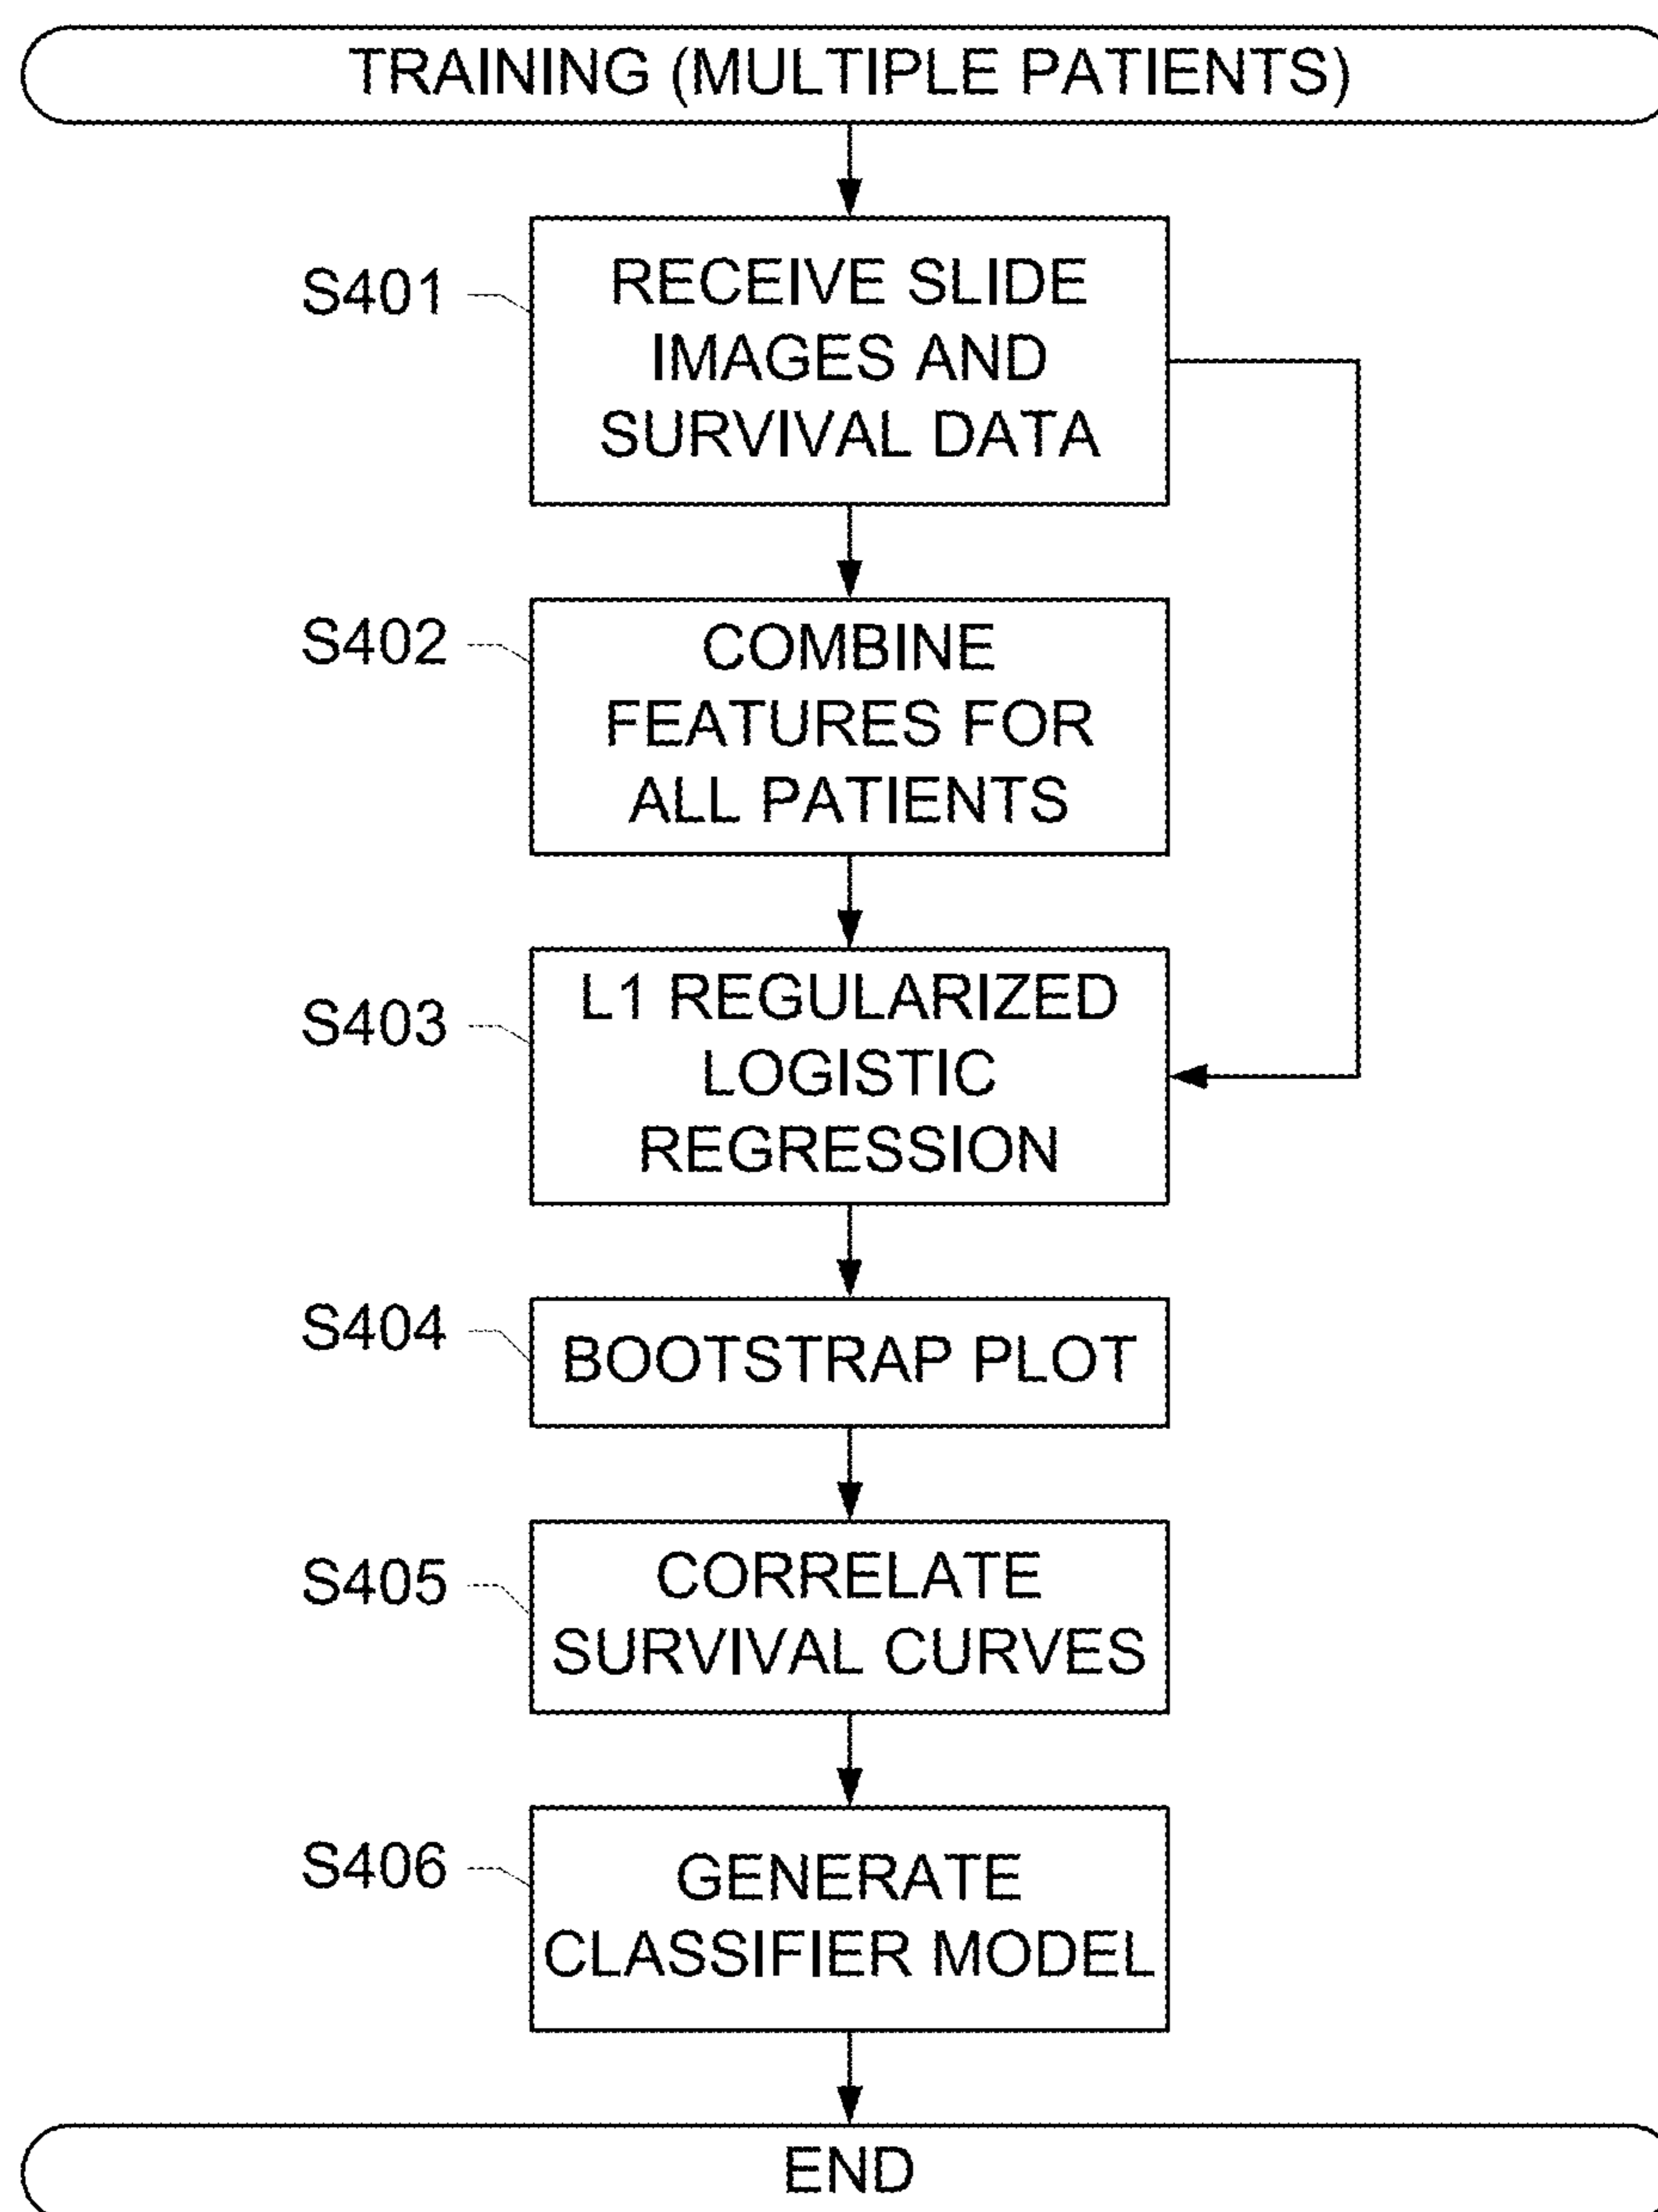 TRAINING (MULTIPLE PATIENTS)
S401
RECEIVE SLIDE
IMAGES AND
SURVIVAL DATA
S402
COMBINE
FEATURES FOR
ALL PATIENTS
S403
L1 REGULARIZED
LOGISTIC
REGRESSION
S404
BOOTSTRAP PLOT
S405
CORRELATE
SURVIVAL CURVES
S406
GENERATE
CLASSIFIER MODEL
END